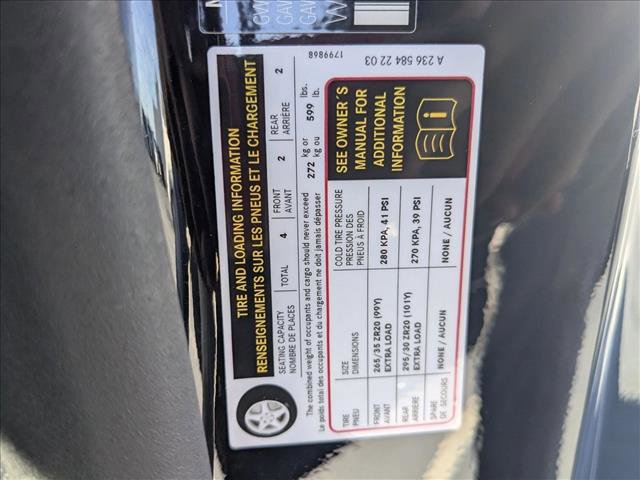 TIRE AND LOADING INFORMATION
RENSEIGNEMENTS SUR LES PNEUS ET LE CHARGEMENT
SEATING CAPACITY TOTAL 4 FRONT 2 REAR 2
NOMBRE DE PLACES AVANT ARRIÈRE
The combined weight of occupants and cargo should never exceed 272 kg or 599 lbs.
Le poids total des occupants et du chargement ne doit jamais dépasser kg ou lb.
TIRE SIZE COLD TIRE PRESSURE
PNEU DIMENSIONS PRESSION DES
PNEUS À FROID
FRONT 265/35 ZR20 (99Y) 280 KPA, 41 PSI
AVANT EXTRA LOAD
REAR 295/30 ZR20 (101Y) 270 KPA, 39 PSI
ARRIÈRE EXTRA LOAD
SPARE NONE / AUCUN NONE / AUCUN
DE SECOURS
SEE OWNER´S
MANUAL FOR
ADDITIONAL
INFORMATION
1799868
A 236 584 22 03